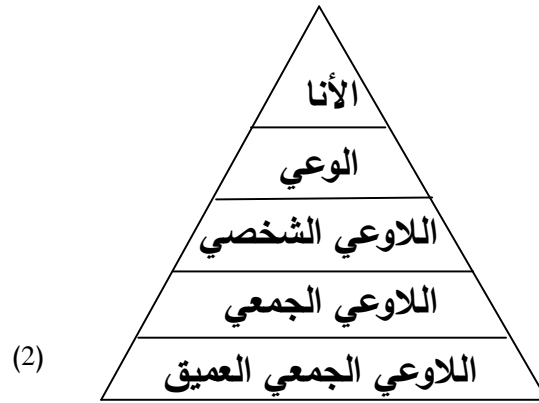 الأنا
الوعي
اللاوعي الشخصي
اللاوعي الجمعي
اللاوعي الجمعي العميق
(2)